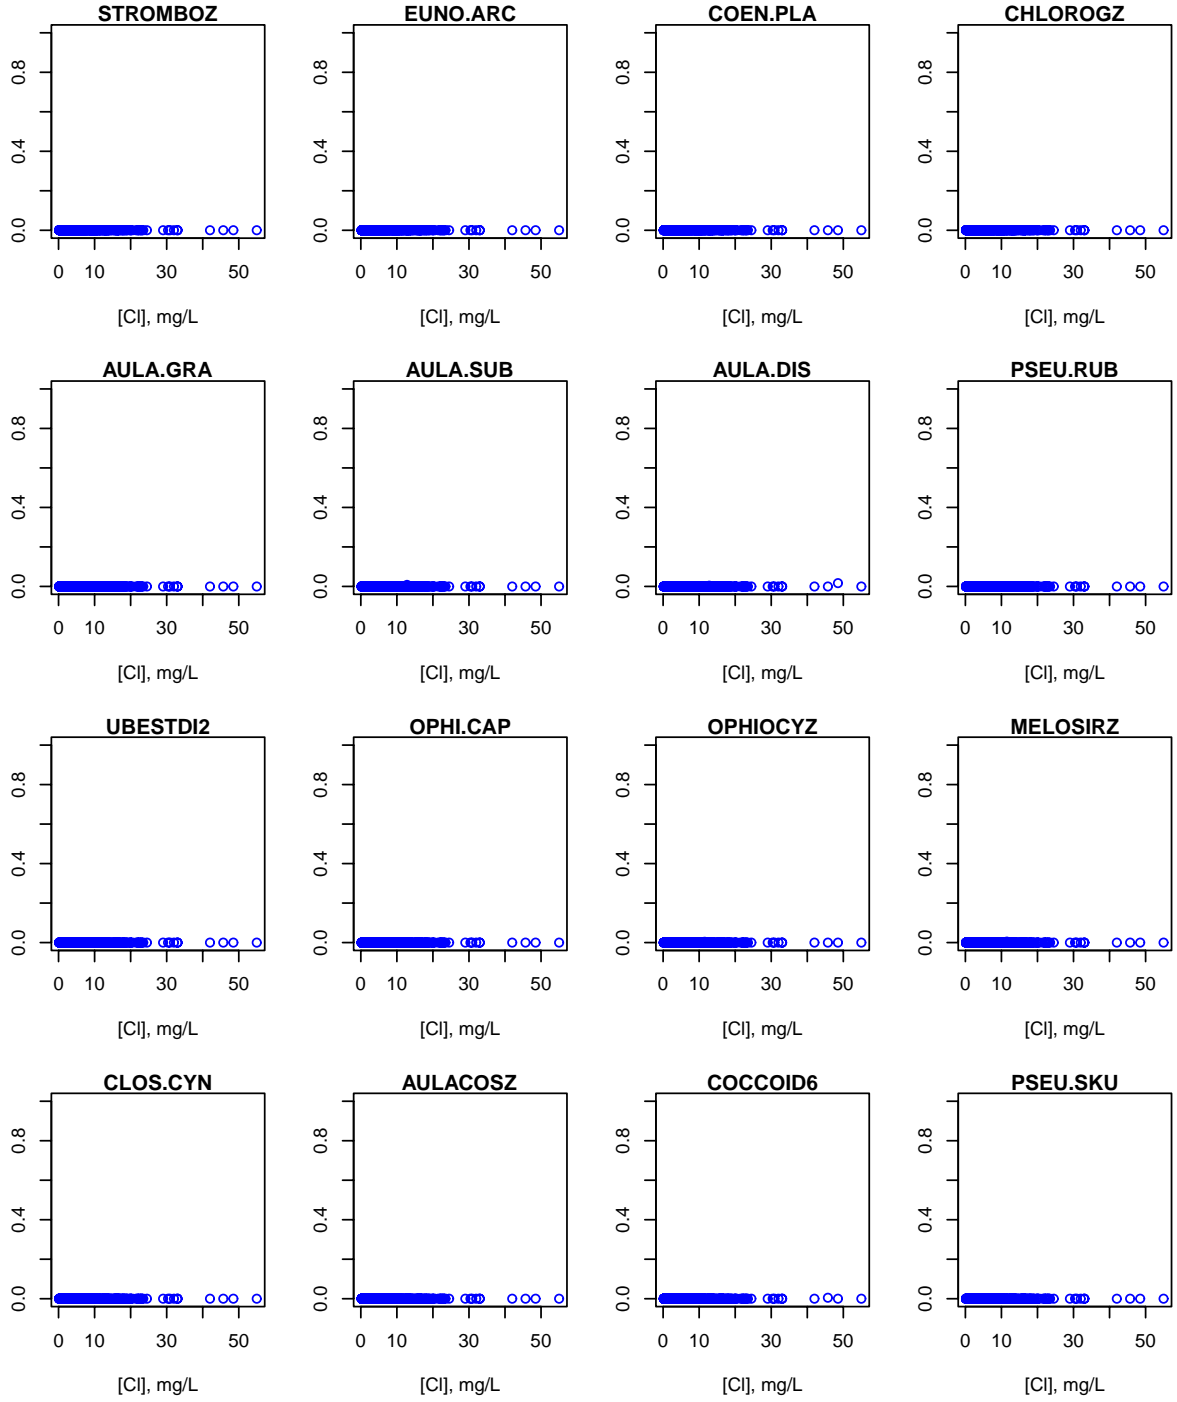 STROMBOZ EUNO.ARC COEN.PLA CHLOROGZ
0.8 0.8 0.8 0.8
0.4 0.4 0.4 0.4
0.0 0.0 0.0 0.0
0 10 30 50 0 10 30 50 0 10 30 50 0 10 30 50
[Cl], mg/L [Cl], mg/L [Cl], mg/L [Cl], mg/L
AULA.GRA AULA.SUB AULA.DIS PSEU.RUB
0.8 0.8 0.8 0.8
0.4 0.4 0.4 0.4
0.0 0.0 0.0 0.0
0 10 30 50 0 10 30 50 0 10 30 50 0 10 30 50
[Cl], mg/L [Cl], mg/L [Cl], mg/L [Cl], mg/L
UBESTDI2 OPHI.CAP OPHIOCYZ MELOSIRZ
0.8 0.8 0.8 0.8
0.4 0.4 0.4 0.4
0.0 0.0 0.0 0.0
0 10 30 50 0 10 30 50 0 10 30 50 0 10 30 50
[Cl], mg/L [Cl], mg/L [Cl], mg/L [Cl], mg/L
CLOS.CYN AULACOSZ COCCOID6 PSEU.SKU
0.8 0.8 0.8 0.8
0.4 0.4 0.4 0.4
0.0 0.0 0.0 0.0
0 10 30 50 0 10 30 50 0 10 30 50 0 10 30 50
[Cl], mg/L [Cl], mg/L [Cl], mg/L [Cl], mg/L